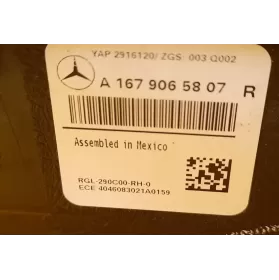 YAP 2916120/ ZGS 003 Q002
A 167 906 58 07 R
Assembled in Mexico
RGL-290C00-RH-0
ECE 4046083021A0159